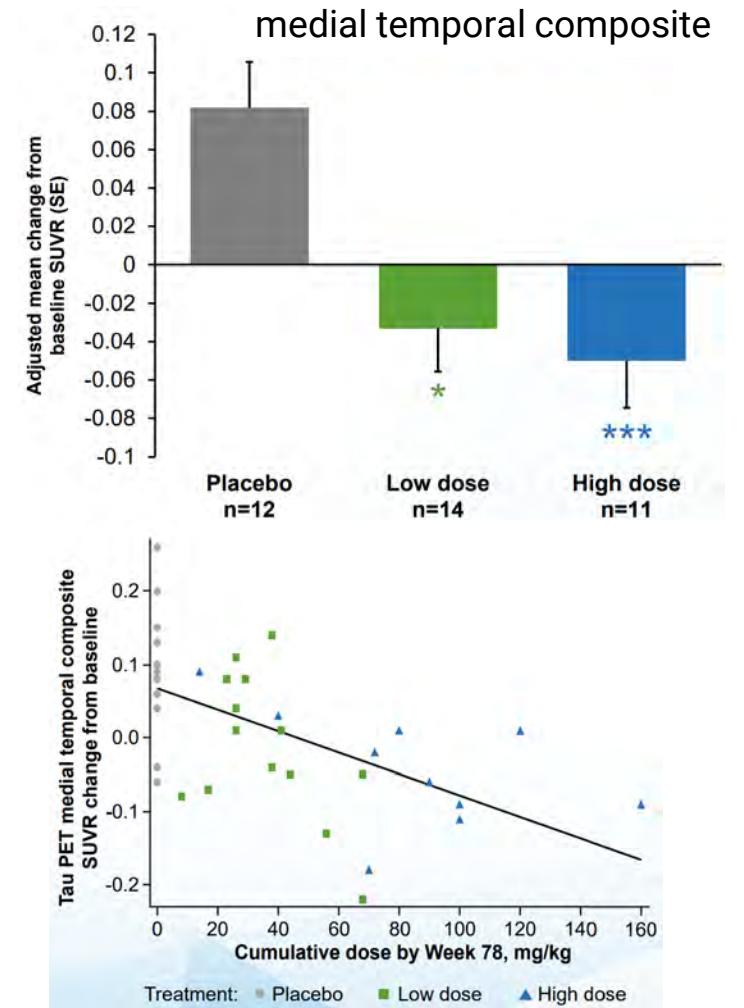 medial temporal composite
0.12
0.1
0.08
0.06
0.04
0.02
0
-0.02
-0.04
-0.06
-0.08
-0.1
Adjusted mean change from
baseline SUVR (SE)
*
***
Placebo
n=12
Low dose
n=14
High dose
n=11
Tau PET medial temporal composite
SUVR change from baseline
0.2
0.1
0.0
-0.1
-0.2
0 20 40 60 80 100 120 140 160
Cumulative dose by Week 78, mg/kg
Treatment: Placebo Low dose High dose